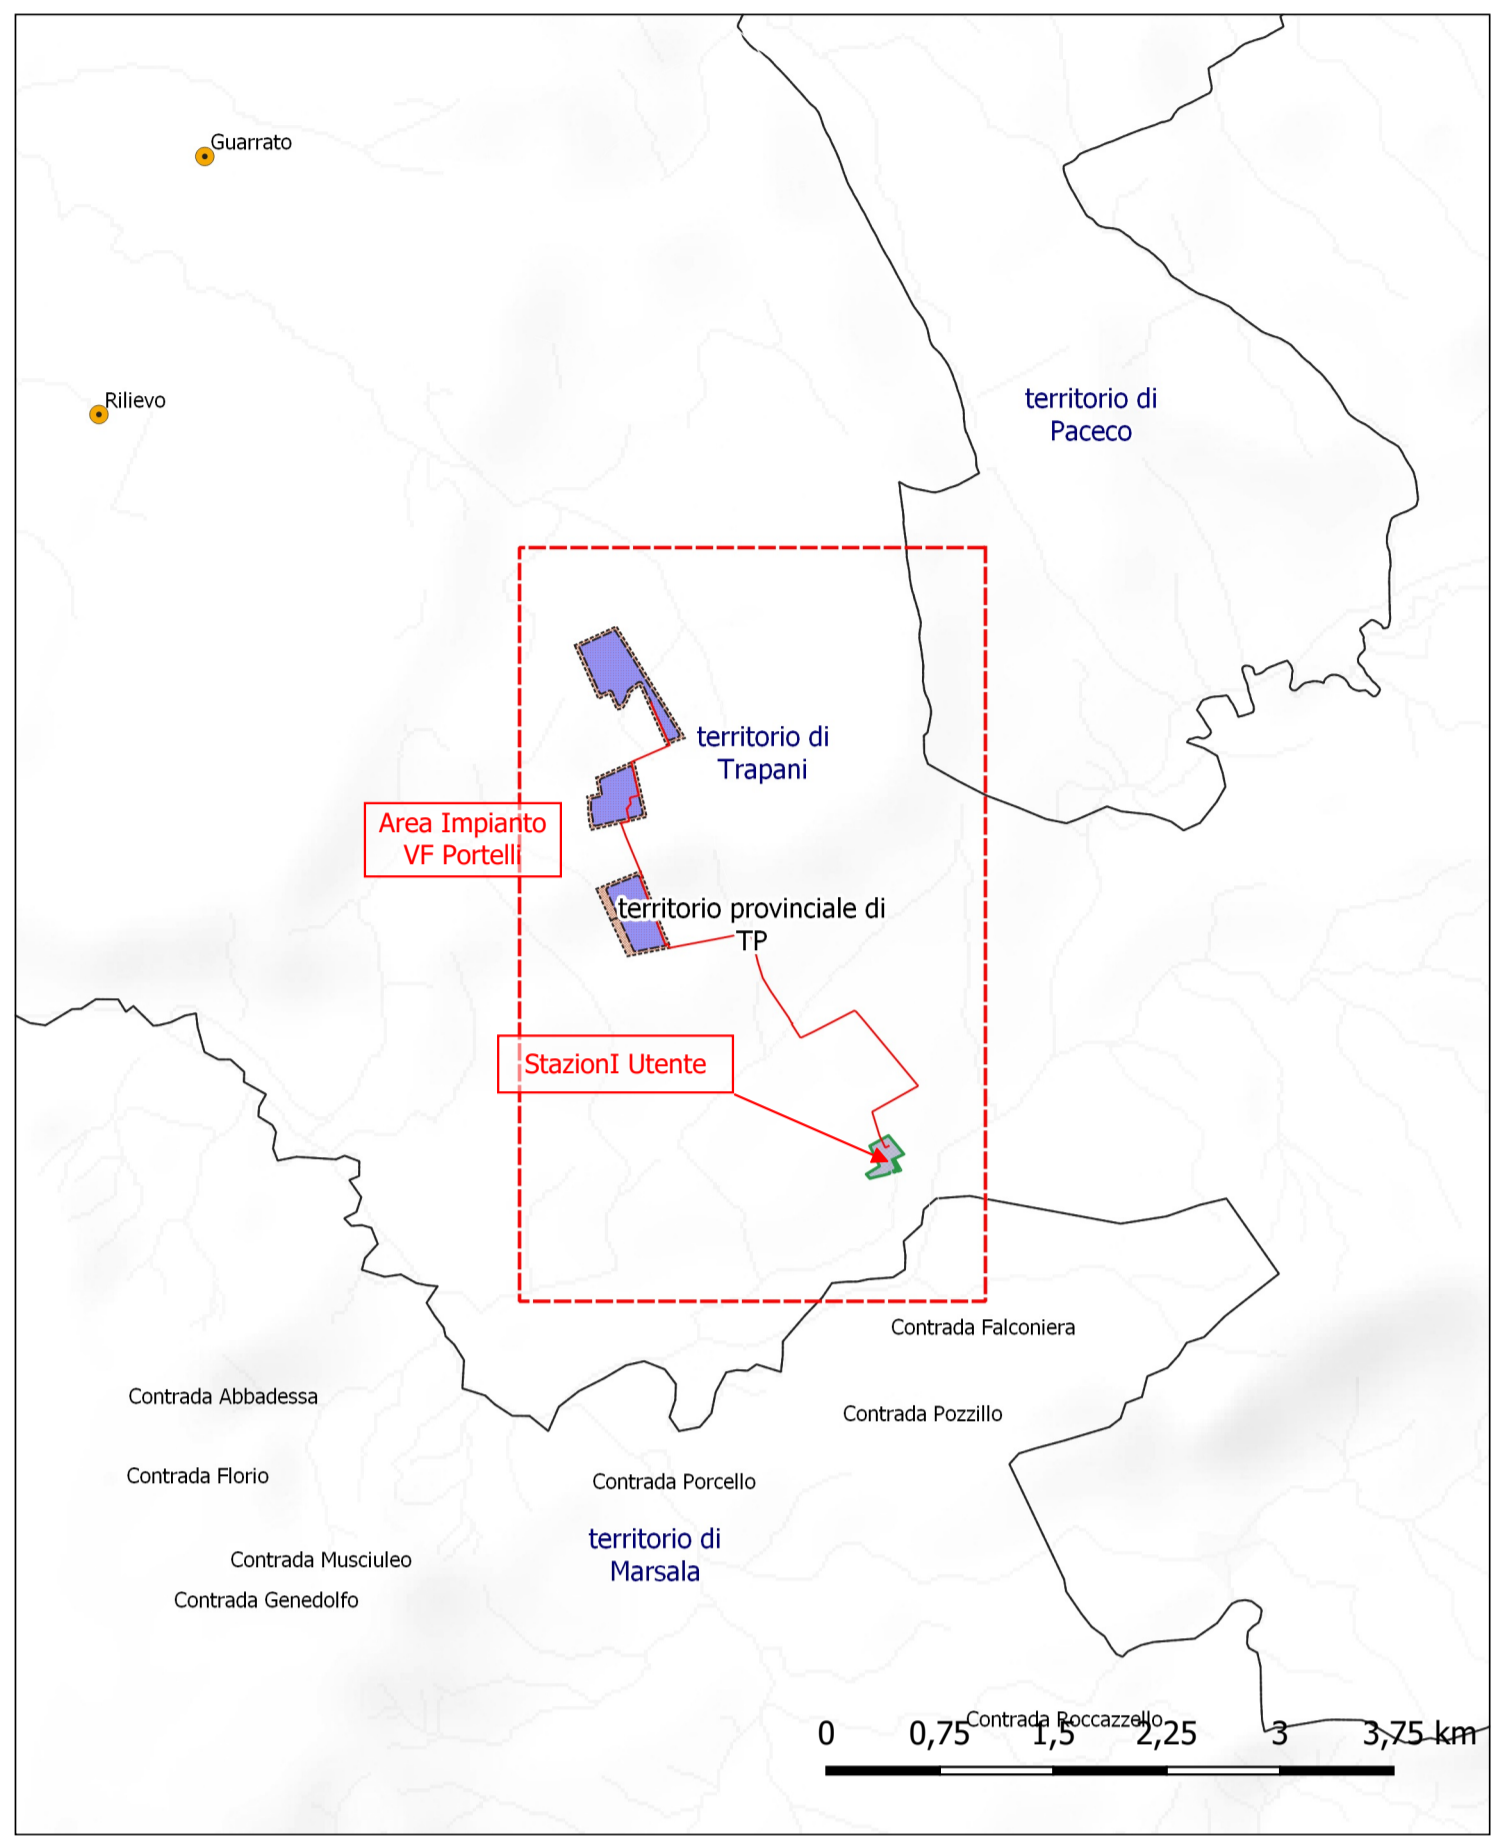 Guarrato
Rilievo
territorio di
Paceco
territorio di
Trapani
Area Impianto
VF Portelli
territorio provinciale di
TP
StazionI Utente
Contrada Falconiera
Contrada Abbadessa
Contrada Pozzillo
Contrada Florio
Contrada Porcello
territorio di
Marsala
Contrada Musciuleo
Contrada Genedolfo
Contrada Roccazzello
0 0,75 1,5 2,25 3 3,75 km